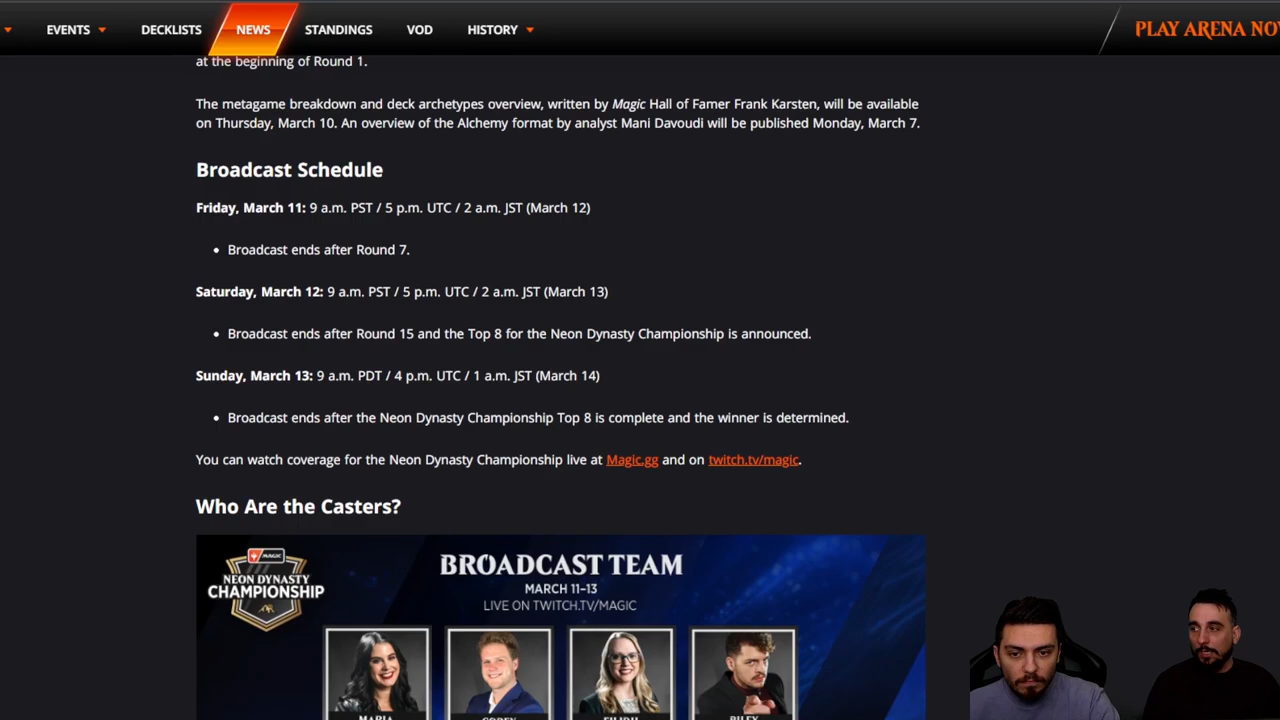 EVENTS DECKLISTS NEWS STANDINGS VOD HISTORY PLAY ARENA NO
at the beginning of Round 1.
The metagame breakdown and deck archetypes overview, written by Magic Hall of Famer Frank Karsten, will be available
on Thursday, March 10. An overview of the Alchemy format by analyst Mani Davoudi will be published Monday, March 7.
Broadcast Schedule
Friday, March 11: 9 a.m. PST / 5 p.m. UTC / 2 a.m. JST (March 12)
• Broadcast ends after Round 7.
Saturday, March 12: 9 a.m. PST / 5 p.m. UTC / 2 a.m. JST (March 13)
• Broadcast ends after Round 15 and the Top 8 for the Neon Dynasty Championship is announced.
Sunday, March 13: 9 a.m. PDT / 4 p.m. UTC / 1 a.m. JST (March 14)
• Broadcast ends after the Neon Dynasty Championship Top 8 is complete and the winner is determined.
You can watch coverage for the Neon Dynasty Championship live at Magic.gg and on twitch.tv/magic.
Who Are the Casters?
MAGIC
NEON DYNASTY
CHAMPIONSHIP
BROADCAST TEAM
MARCH 11-13
LIVE ON TWITCH.TV/MAGIC
MARIA COREY EILIDH RILEY